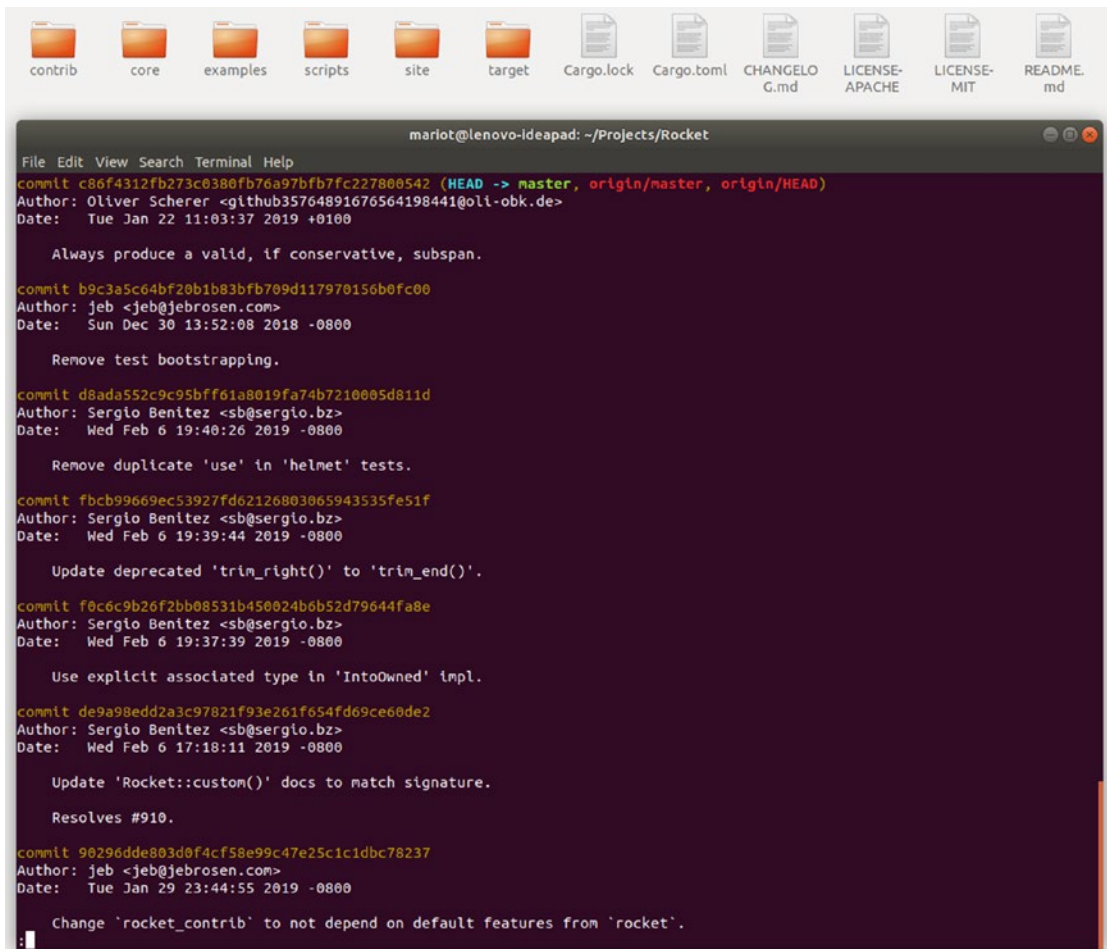 contrib core examples scripts site target Cargo.lock Cargo.toml CHANGELO LICENSE- LICENSE- README.
G.md APACHE MIT md
mariot@lenovo-ideapad: ~/Projects/Rocket
File Edit View Search Terminal Help
commit c86f4312fb273c0380fb76a97bfb7fc227800542 (HEAD -> master, origin/master, origin/HEAD)
Author: Oliver Scherer <github35764891676564198441@oli-obk.de>
Date: Tue Jan 22 11:03:37 2019 +0100
Always produce a valid, if conservative, subspan.
commit b9c3a5c64bf20b1b83bfb709d117970156b0fc00
Author: jeb <jeb@jebrosen.com>
Date: Sun Dec 30 13:52:08 2018 -0800
Remove test bootstrapping.
commit d8ada552c9c95bff61a8019fa74b7210005d811d
Author: Sergio Benitez <sb@sergio.bz>
Date: Wed Feb 6 19:40:26 2019 -0800
Remove duplicate 'use' in 'helmet' tests.
commit fbcb99669ec53927fd62126803065943535fe51f
Author: Sergio Benitez <sb@sergio.bz>
Date: Wed Feb 6 19:39:44 2019 -0800
Update deprecated 'trim_right()' to 'trim_end()'.
commit f0c6c9b26f2bb08531b450024b6b52d79644fa8e
Author: Sergio Benitez <sb@sergio.bz>
Date: Wed Feb 6 19:37:39 2019 -0800
Use explicit associated type in 'IntoOwned' impl.
commit de9a98edd2a3c97821f93e261f654fd69ce60de2
Author: Sergio Benitez <sb@sergio.bz>
Date: Wed Feb 6 17:18:11 2019 -0800
Update 'Rocket::custom()' docs to match signature.
Resolves #910.
commit 90296dde803d0f4cf58e99c47e25c1c1dbc78237
Author: jeb <jeb@jebrosen.com>
Date: Tue Jan 29 23:44:55 2019 -0800
Change `rocket_contrib` to not depend on default features from `rocket`.
: